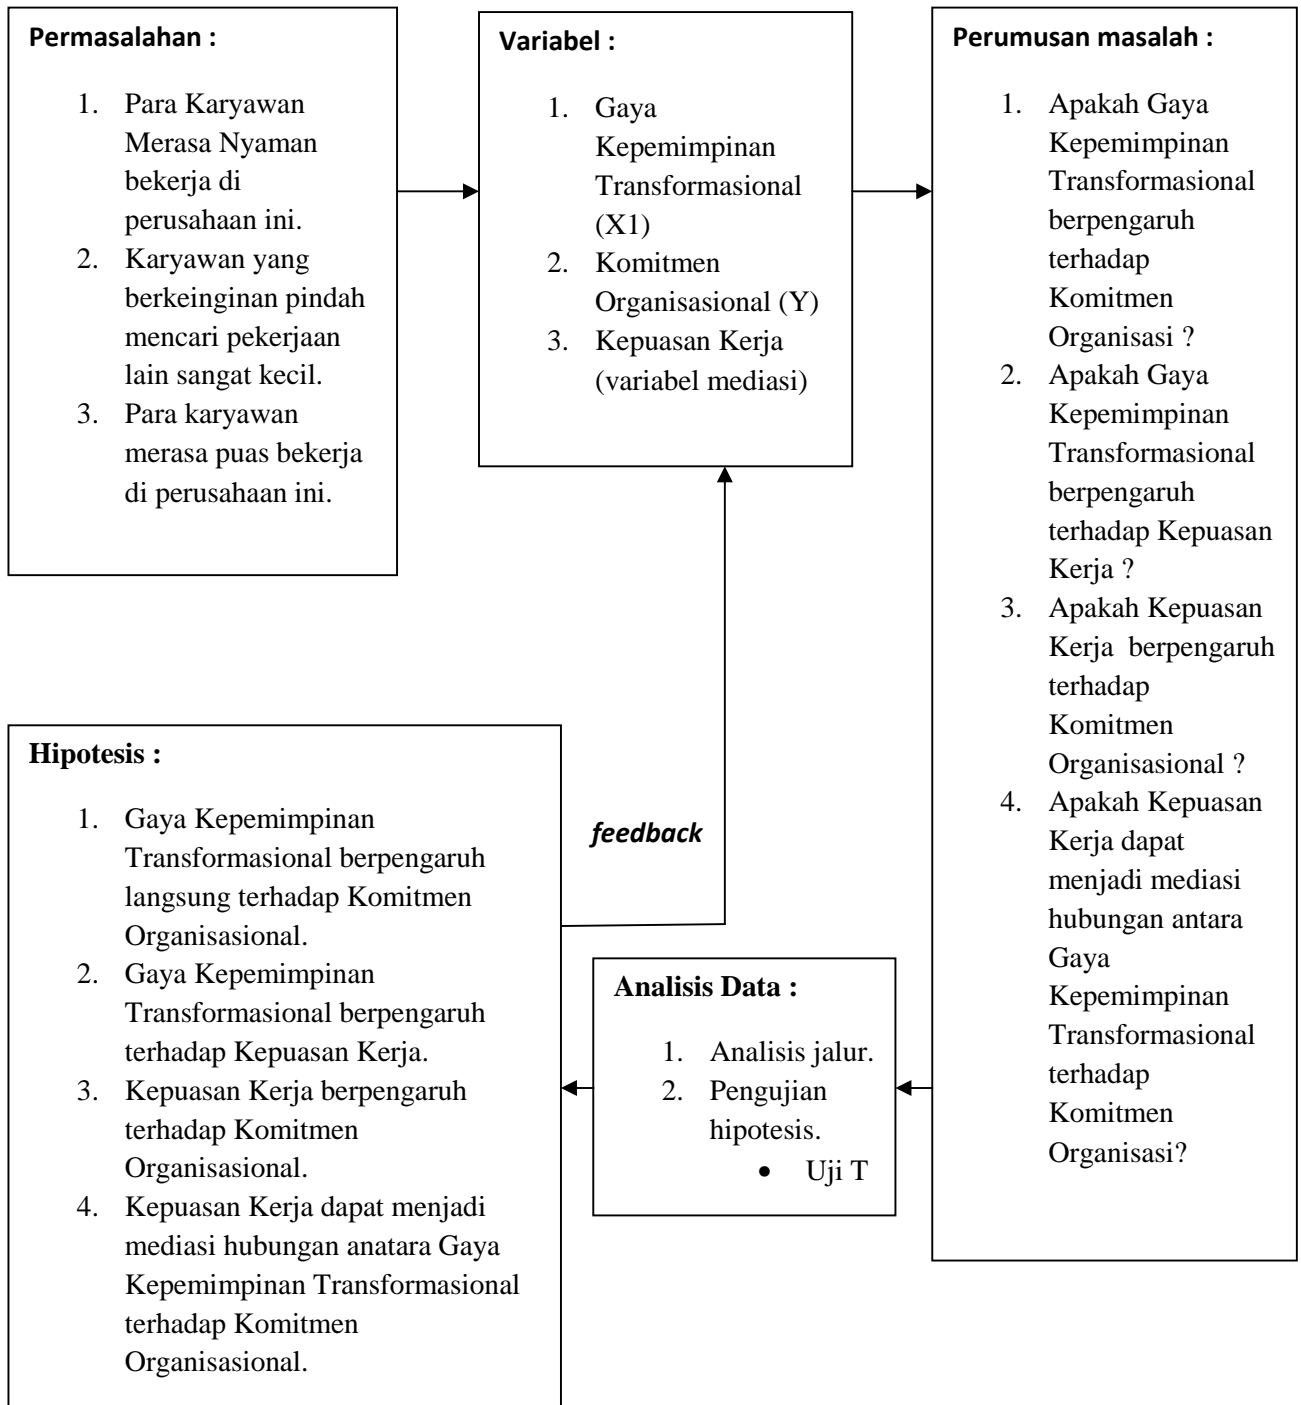 Permasalahan :
1. Para Karyawan
Merasa Nyaman
bekerja di
perusahaan ini.
2. Karyawan yang
berkeinginan pindah
mencari pekerjaan
lain sangat kecil.
3. Para karyawan
merasa puas bekerja
di perusahaan ini.
Variabel :
1. Gaya
Kepemimpinan
Transformasional
(X1)
2. Komitmen
Organisasional (Y)
3. Kepuasan Kerja
(variabel mediasi)
Perumusan masalah :
1. Apakah Gaya
Kepemimpinan
Transformasional
berpengaruh
terhadap
Komitmen
Organisasi ?
2. Apakah Gaya
Kepemimpinan
Transformasional
berpengaruh
terhadap Kepuasan
Kerja ?
3. Apakah Kepuasan
Kerja berpengaruh
terhadap
Komitmen
Organisasional ?
4. Apakah Kepuasan
Kerja dapat
menjadi mediasi
hubungan antara
Gaya
Kepemimpinan
Transformasional
terhadap
Komitmen
Organisasi?
Analisis Data :
1. Analisis jalur.
2. Pengujian
hipotesis.
• Uji T
Hipotesis :
1. Gaya Kepemimpinan
Transformasional berpengaruh
langsung terhadap Komitmen
Organisasional.
2. Gaya Kepemimpinan
Transformasional berpengaruh
terhadap Kepuasan Kerja.
3. Kepuasan Kerja berpengaruh
terhadap Komitmen
Organisasional.
4. Kepuasan Kerja dapat menjadi
mediasi hubungan anatara Gaya
Kepemimpinan Transformasional
terhadap Komitmen
Organisasional.
feedback